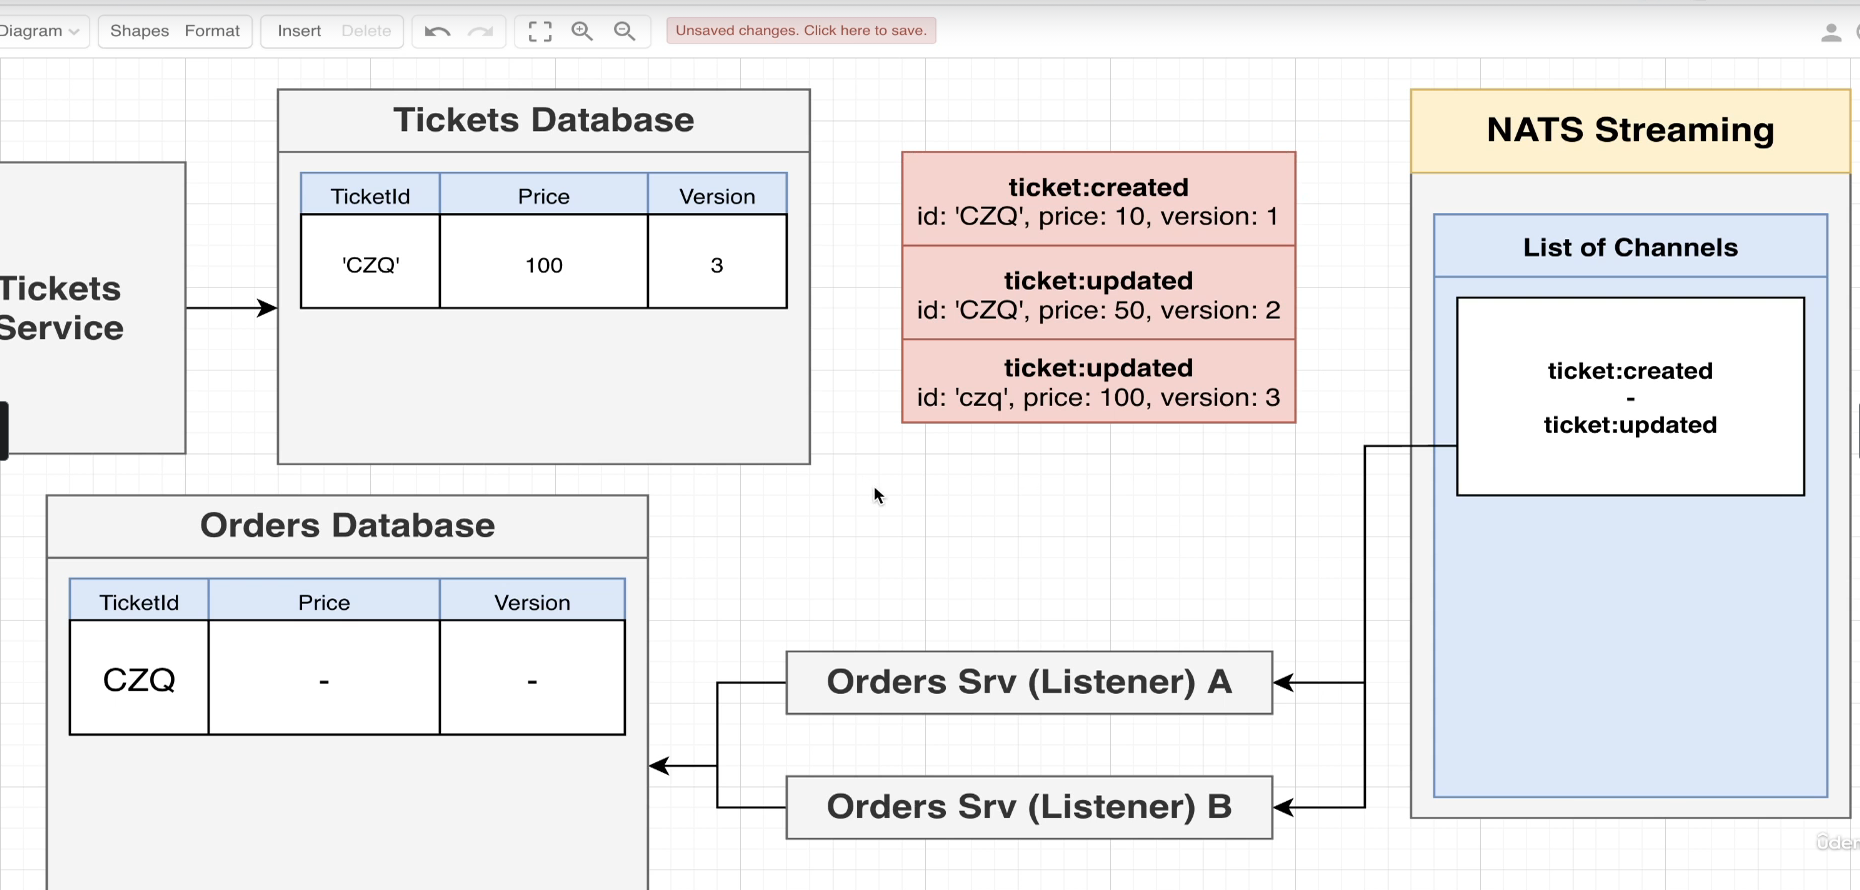 Diagram
Shapes
Format
Insert
Delete
Unsaved changes. Click here to save.
Tickets Database
TicketId
Price
Version
'CZQ'
100
3
Tickets
Service
ticket:created
id: 'CZQ', price: 10, version: 1
ticket:updated
id: 'CZQ', price: 50, version: 2
ticket:updated
id: 'czq', price: 100, version: 3
NATS Streaming
List of Channels
ticket:created
-
ticket:updated
Orders Database
TicketId
Price
Version
CZQ
-
-
Orders Srv (Listener) A
Orders Srv (Listener) B